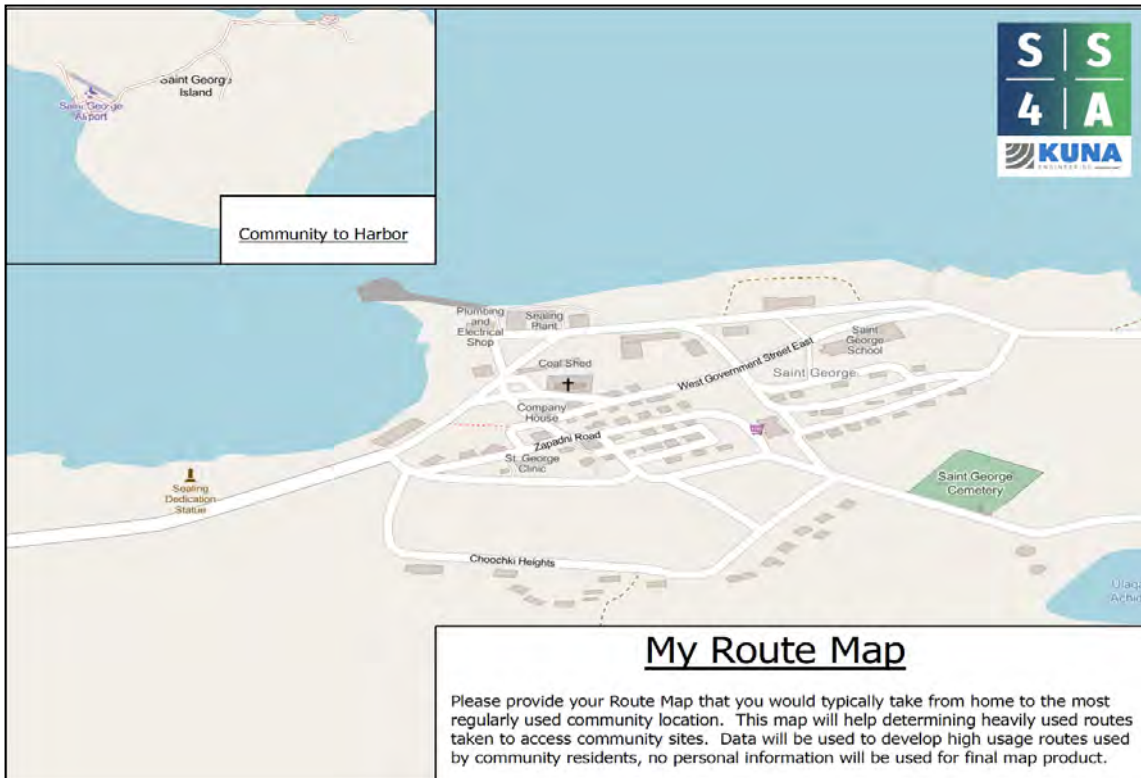 Saint George
Island
Saint George
Airport
Community to Harbor
S S
4 A
KUNA
ENGINEERING
Plumbing
and
Electrical
Shop
Sealing
Plant
Coal Shed
Saint
George
School
West Government Street East
Saint George
Company
House
Zapadni Road
St. George
Clinic
Sealing
Dedication
Statue
Saint George
Cemetery
Choochki Heights
My Route Map
Please provide your Route Map that you would typically take from home to the most
regularly used community location. This map will help determining heavily used routes
taken to access community sites. Data will be used to develop high usage routes used
by community residents, no personal information will be used for final map product.